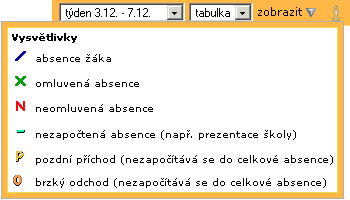 týden 3.12. - 7.12. tabulka zobrazit
Vysvětlivky
absence žáka
omluvená absence
N neomluvená absence
nezapočtená absence (např. prezentace školy)
P pozdní příchod (nezapočítává se do celkové absence)
O brzký odchod (nezapočítává se do celkové absence)